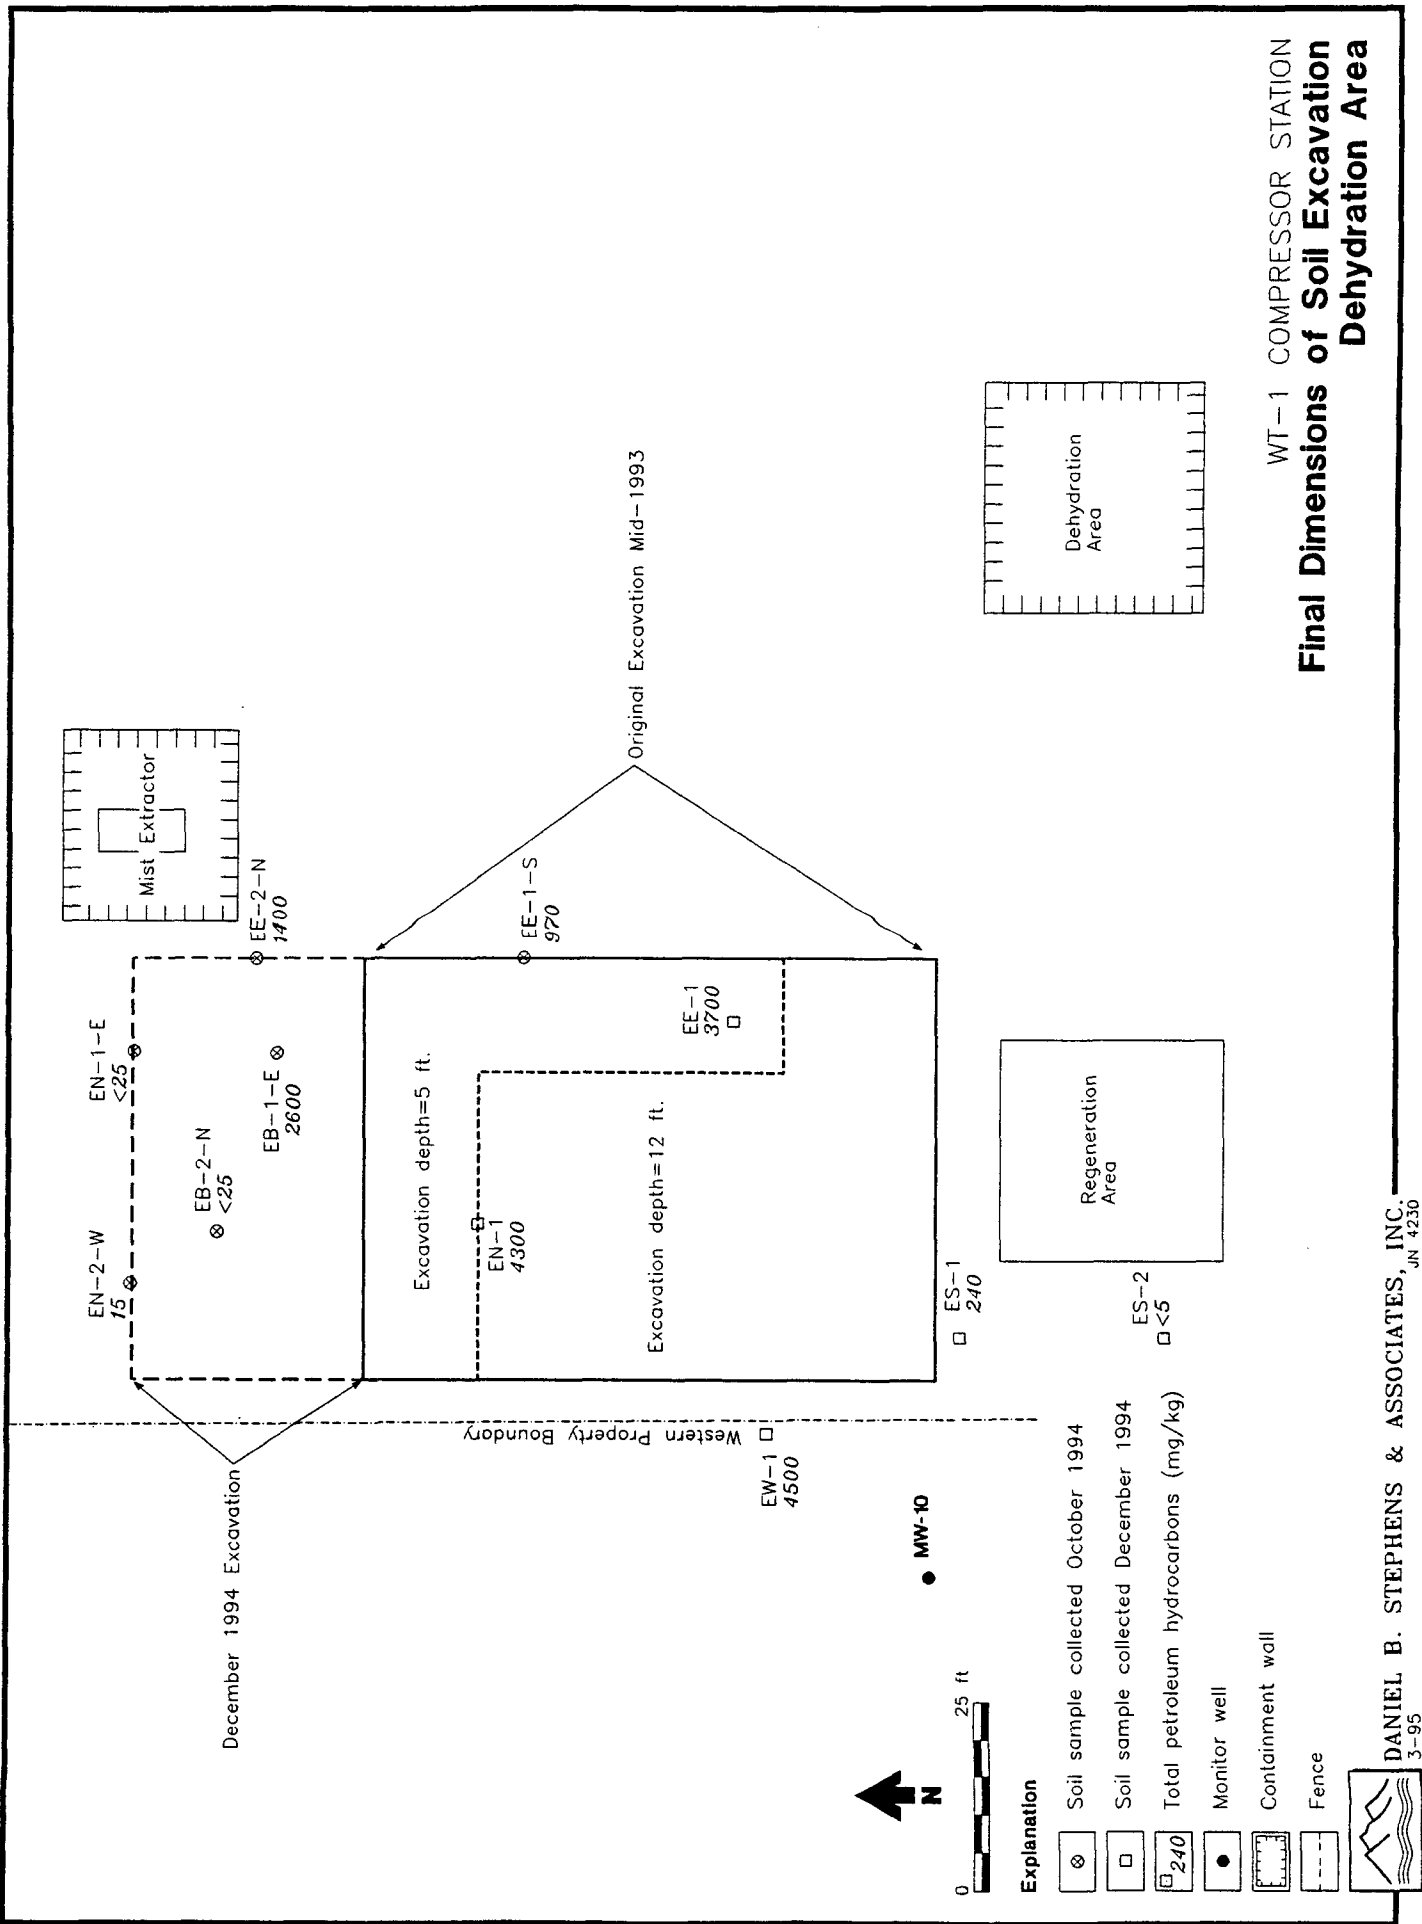 Mist Extractor
EN-2-W
15
EN-1-E
<25
EB-2-N
<25
EB-1-E
2600
EE-2-N
1400
December 1994 Excavation
Excavation depth=5 ft.
EE-1-S
970
EN-1
4300
Original Excavation Mid-1993
Excavation depth=12 ft.
EE-1
3700
Western Property Boundary
EW-1
4500
MW-10
ES-1
240
Regeneration
Area
ES-2
<5
Dehydration
Area
N
0
25 ft
Explanation
Soil sample collected October 1994
Soil sample collected December 1994
240
Total petroleum hydrocarbons (mg/kg)
Monitor well
Containment wall
Fence
WT-1 COMPRESSOR STATION
Final Dimensions of Soil Excavation
Dehydration Area
DANIEL B. STEPHENS & ASSOCIATES, INC.
3-95
JN 4230